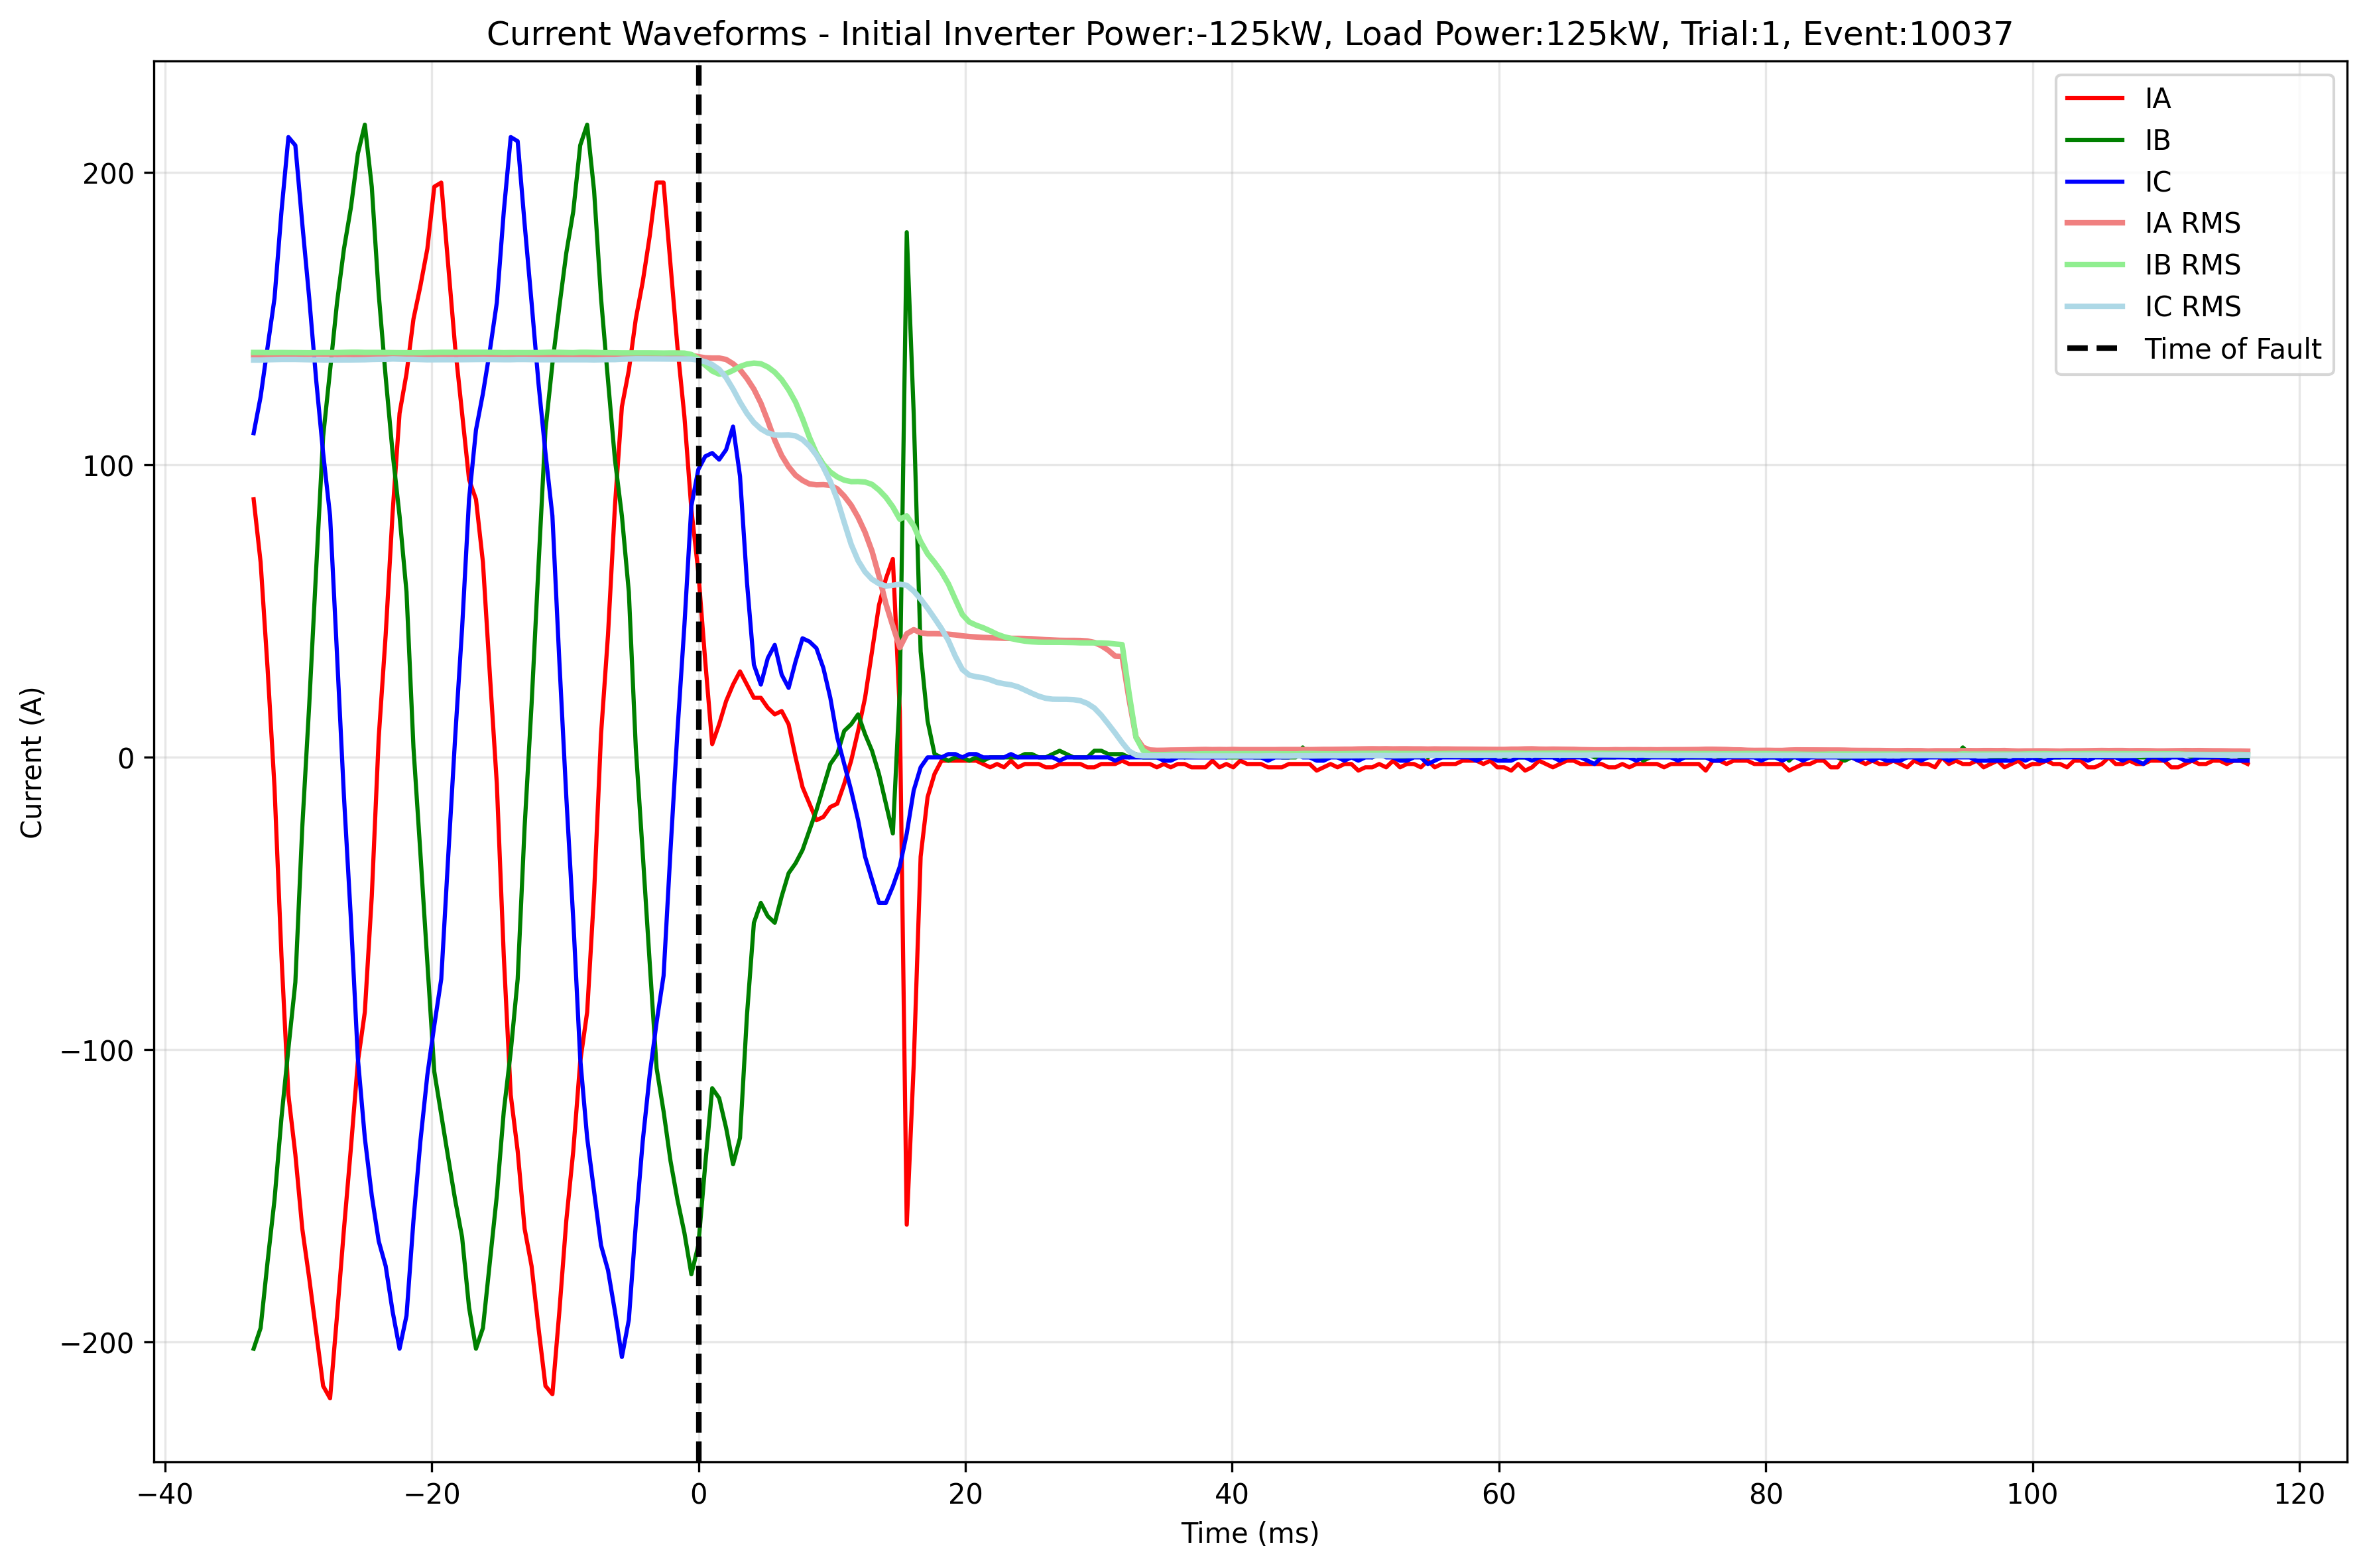 Current Waveforms - Initial Inverter Power:-125kW, Load Power:125kW, Trial:1, Event:10037
IA
IB
IC
IA RMS
IB RMS
IC RMS
Time of Fault
Current (A)
200
100
0
−100
−200
−40
−20
0
20
40
60
80
100
120
Time (ms)